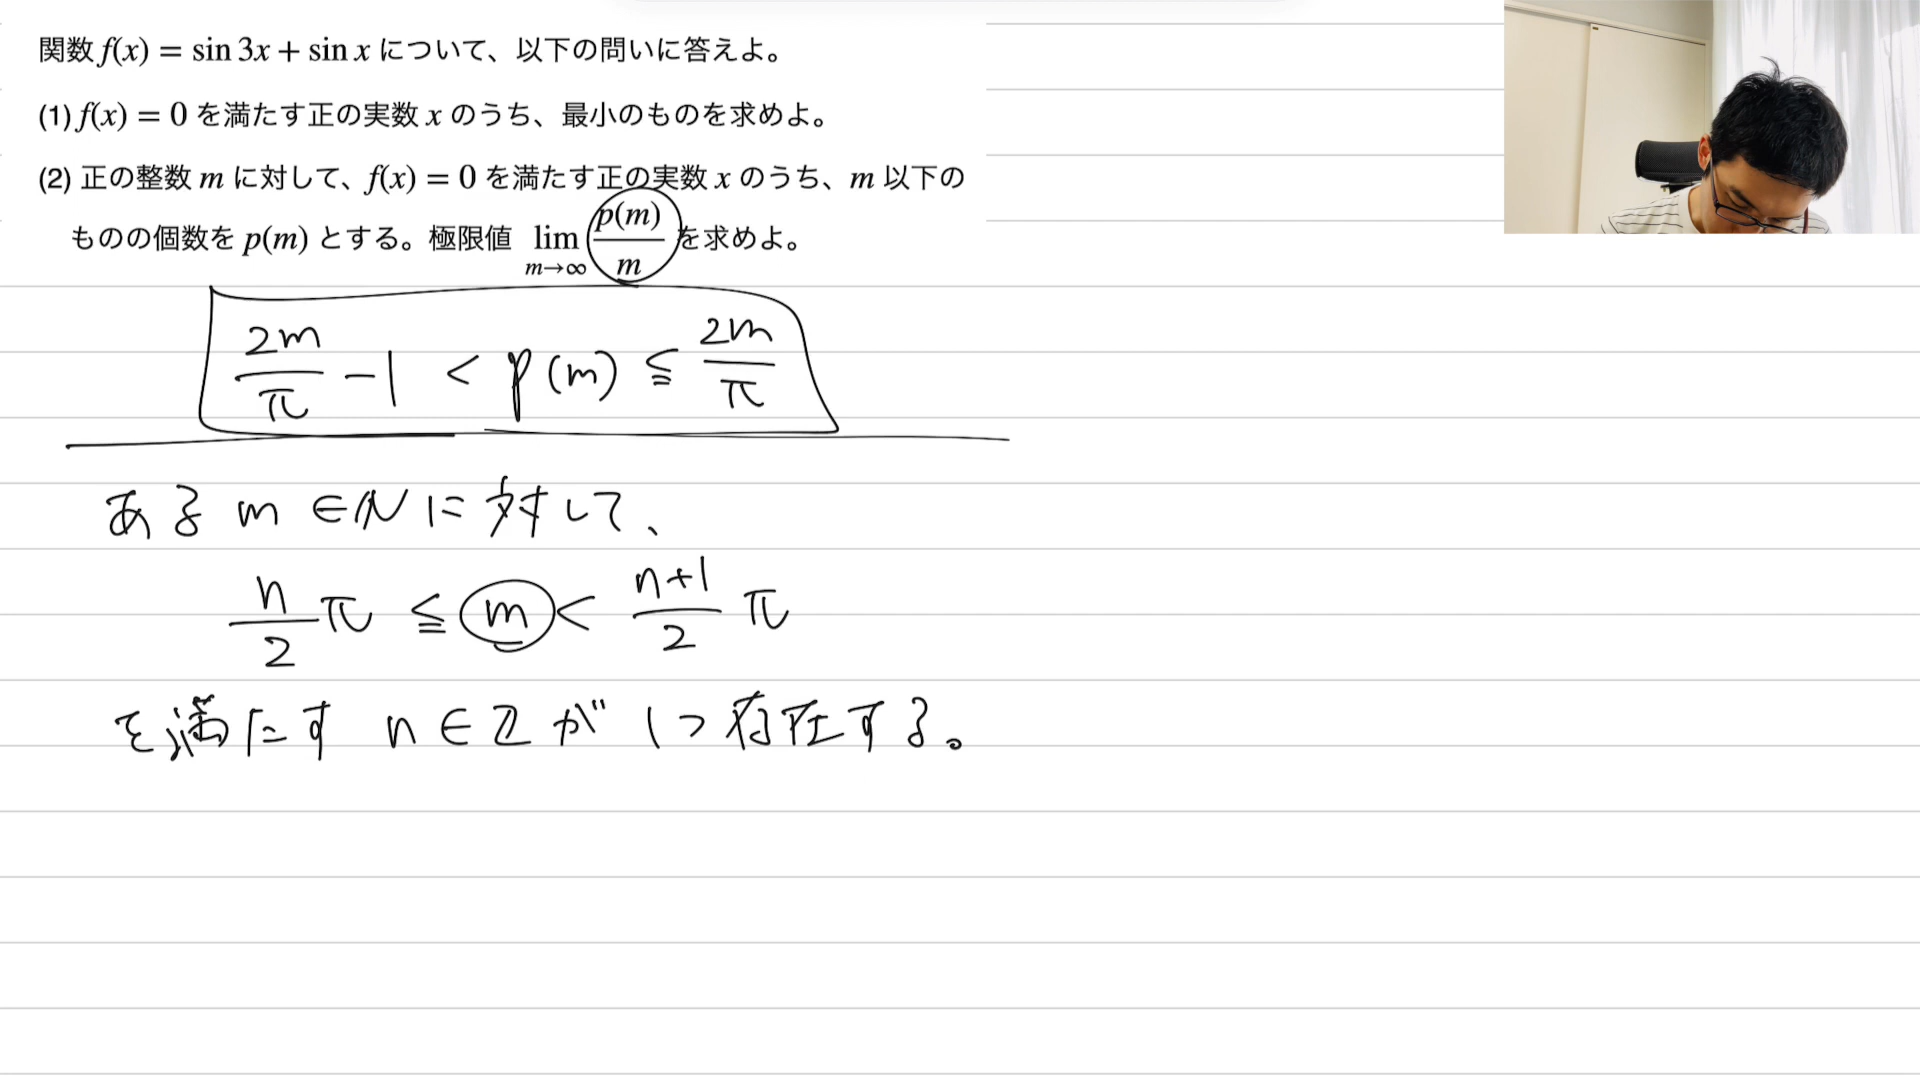 関数 f(x) = sin 3x + sin x について、以下の問いに答えよ。
(1) f(x) = 0 を満たす正の実数 x のうち、最小のものを求めよ。
(2) 正の整数 m に対して、f(x) = 0 を満たす正の実数 x のうち、m 以下の
ものの個数を p(m) とする。極限値 lim_{m→∞} p(m)/m を求めよ。
2m/π − 1 < p(m) ≦ 2m/π
ある m ∈ ℕ に対して、
n/2 π ≦ m < n+1/2 π
を満たす n ∈ ℤ が 1つ存在する。